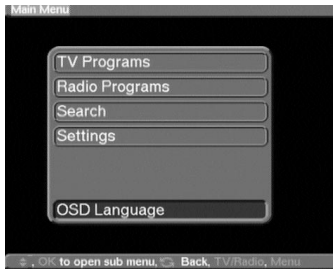 Main Menu
TV Programs
Radio Programs
Search
Settings
OSD Language
, OK to open sub menu, Back, TV/Radio, Menu